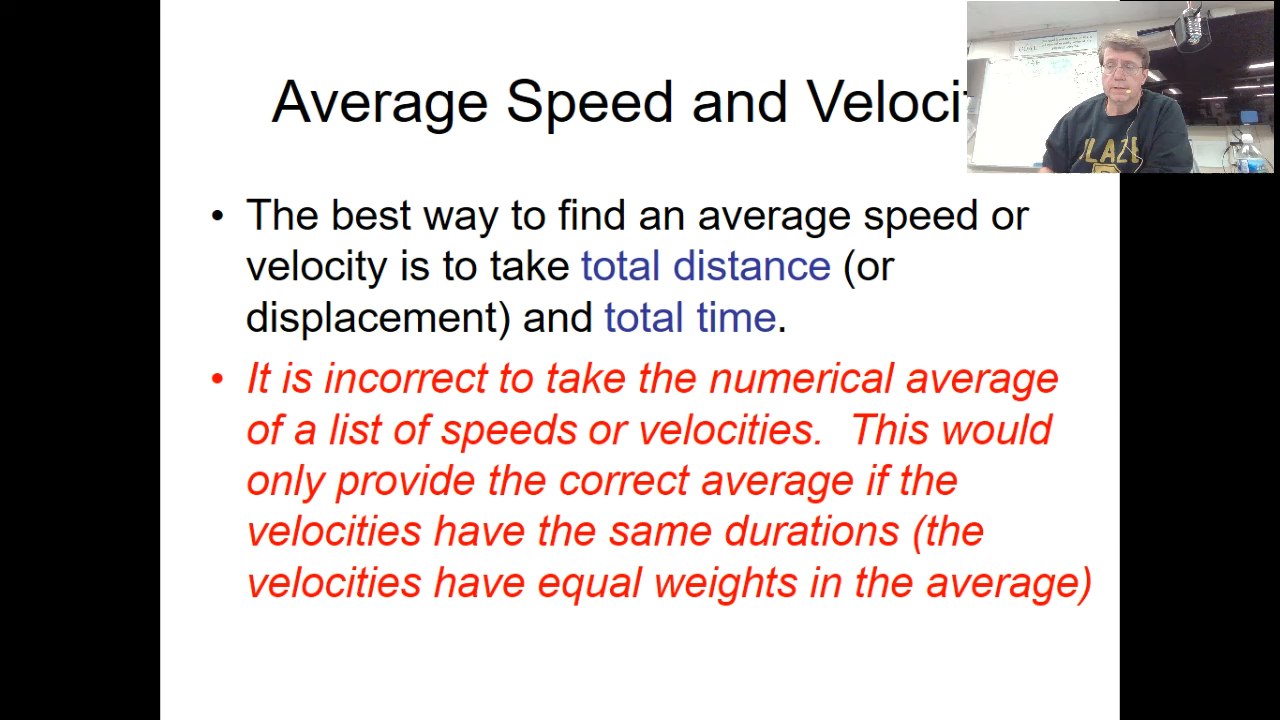 Average Speed and Veloci
• The best way to find an average speed or
velocity is to take total distance (or
displacement) and total time.
• It is incorrect to take the numerical average
of a list of speeds or velocities.  This would
only provide the correct average if the
velocities have the same durations (the
velocities have equal weights in the average)